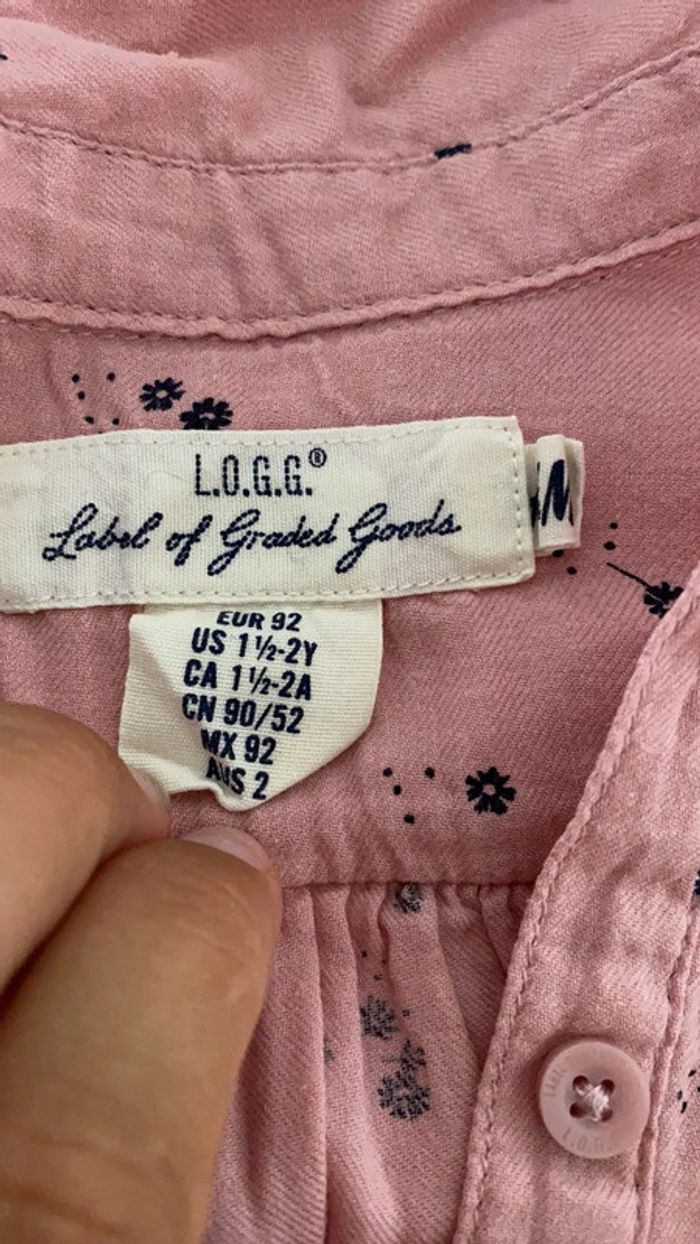 L.O.G.G.®
Label of Graded Goods
M
EUR 92
US 1½-2Y
CA 1½-2A
CN 90/52
MX 92
AUS 2
L.O.G.